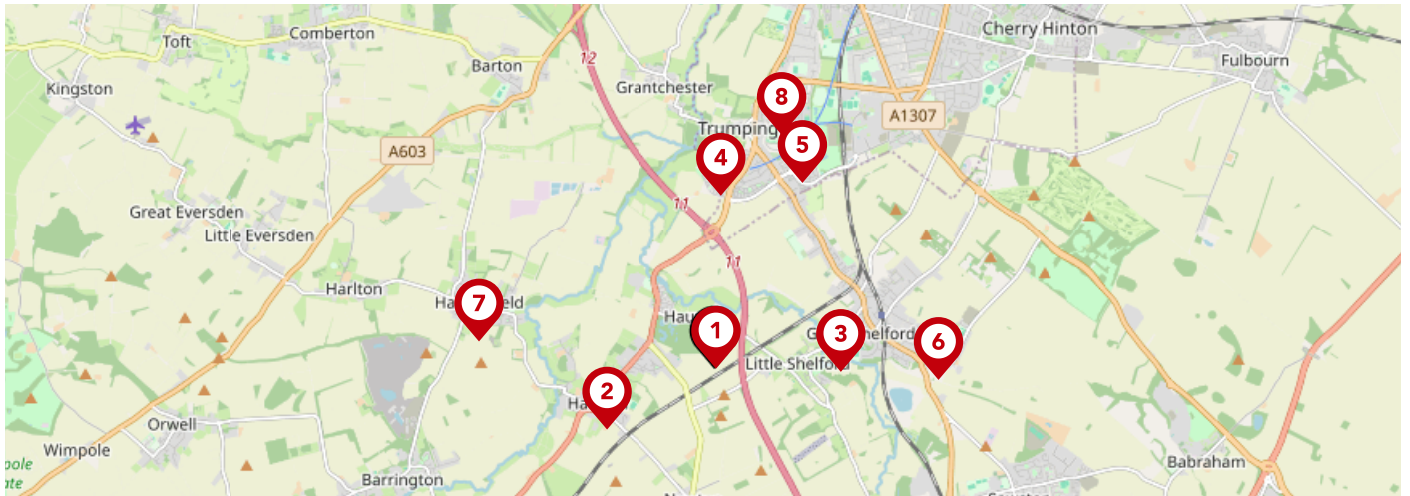 Toft
Comberton
Cherry Hinton
12
Barton
Fulbourn
Kingston
Grantchester
8
A1307
Trumping
5
A603
4
11
Great Eversden
Little Eversden
11
Harlton
7
1
3
6
Little Shelford
2
Orwell
Wimpole
Babraham
Barrington